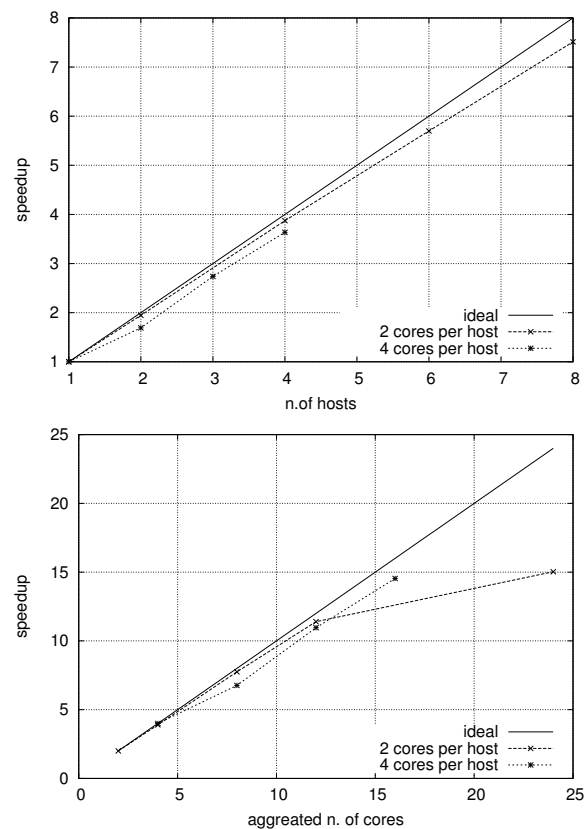 8
7
6
5
4
3
2
1
speedup
ideal
2 cores per host
4 cores per host
1 2 3 4 5 6 7 8
n.of hosts
25
20
15
10
5
0
speedup
ideal
2 cores per host
4 cores per host
0 5 10 15 20 25
aggreated n. of cores